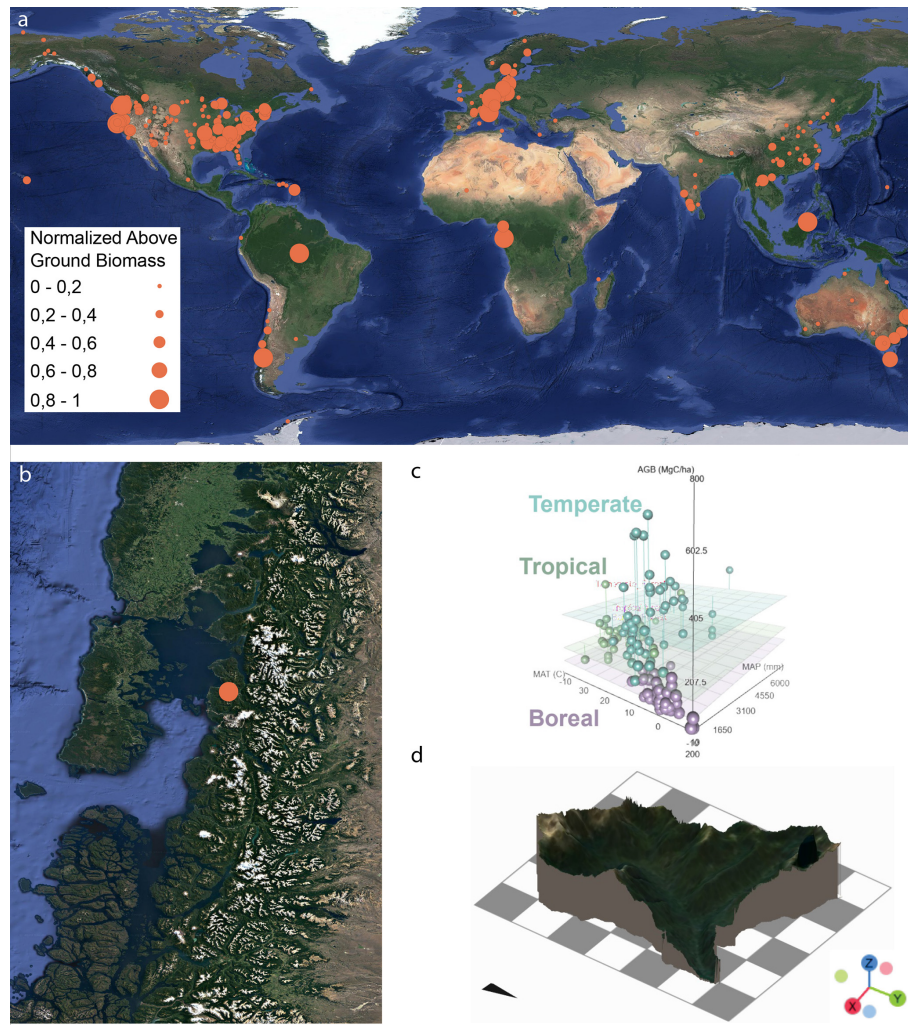 a
Normalized Above
Ground Biomass
0 - 0,2
0,2 - 0,4
0,4 - 0,6
0,6 - 0,8
0,8 - 1
b
c
AGB (MgC/ha)
800
Temperate
602.5
Tropical
405
MAT (C)
MAP (mm)
-10
30
20
10
0
207.5
6000
4550
3100
1650
Boreal
200
d
Z
Y
X